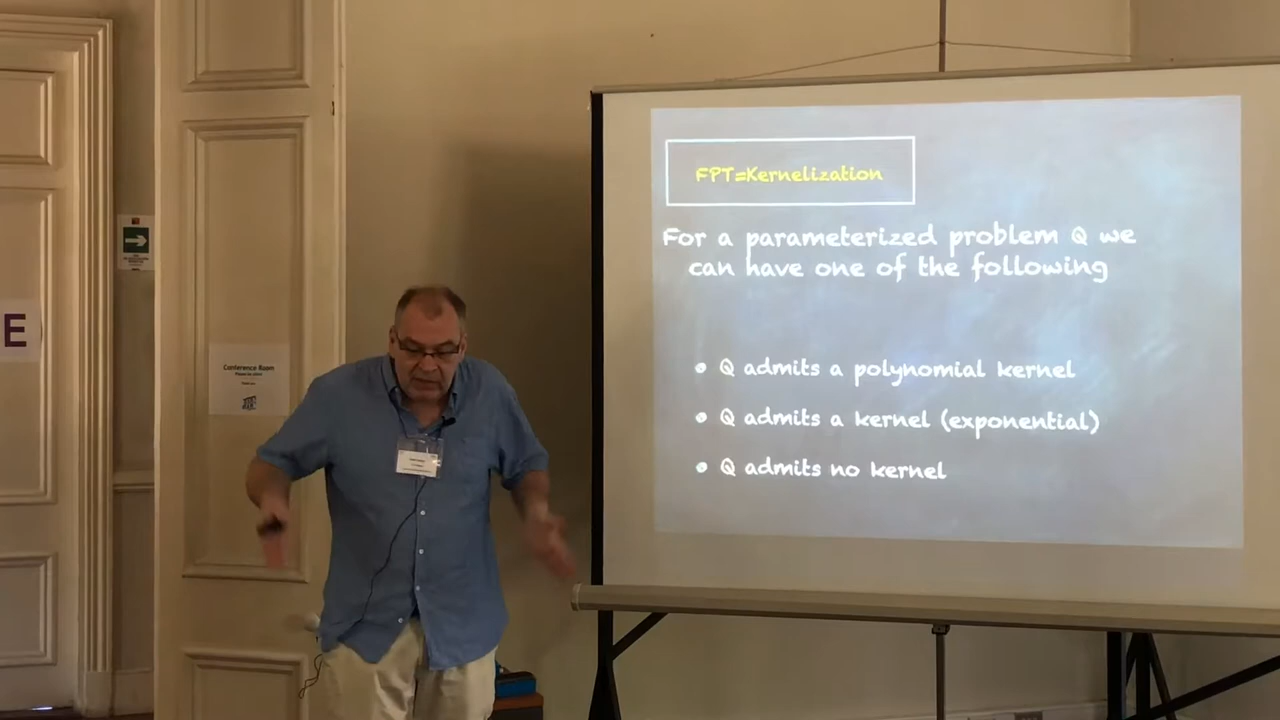 E
Conference Room
FPT=Kernelization
For a parameterized problem Q we
can have one of the following
• Q admits a polynomial kernel
• Q admits a kernel (exponential)
• Q admits no kernel